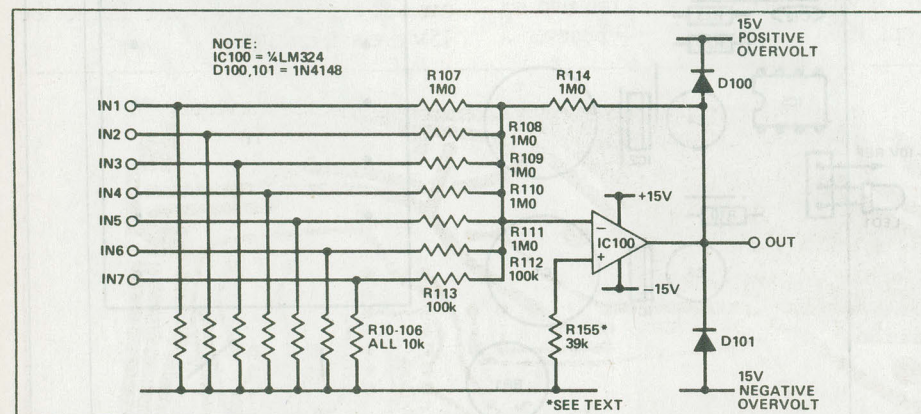 NOTE:
IC100 = ¼LM324
D100,101 = 1N4148
15V
POSITIVE
OVERVOLT
D100
R107
1M0
R114
1M0
IN1
IN2
R108
1M0
IN3
R109
1M0
IN4
R110
1M0
IN5
R111
1M0
IN6
R112
100k
IN7
R113
100k
+15V
−
IC100
+
−15V
OUT
R10-106
ALL 10k
R155*
39k
D101
*SEE TEXT
15V
NEGATIVE
OVERVOLT